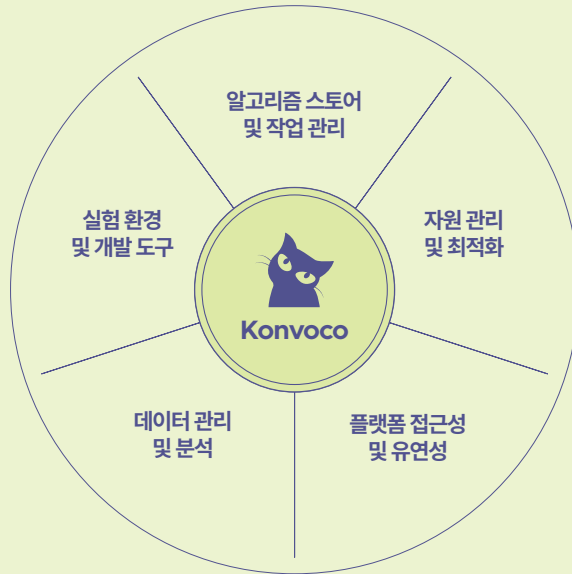 알고리즘 스토어
및 작업 관리
실험 환경
및 개발 도구
자원 관리
및 최적화
Konvoco
데이터 관리
및 분석
플랫폼 접근성
및 유연성